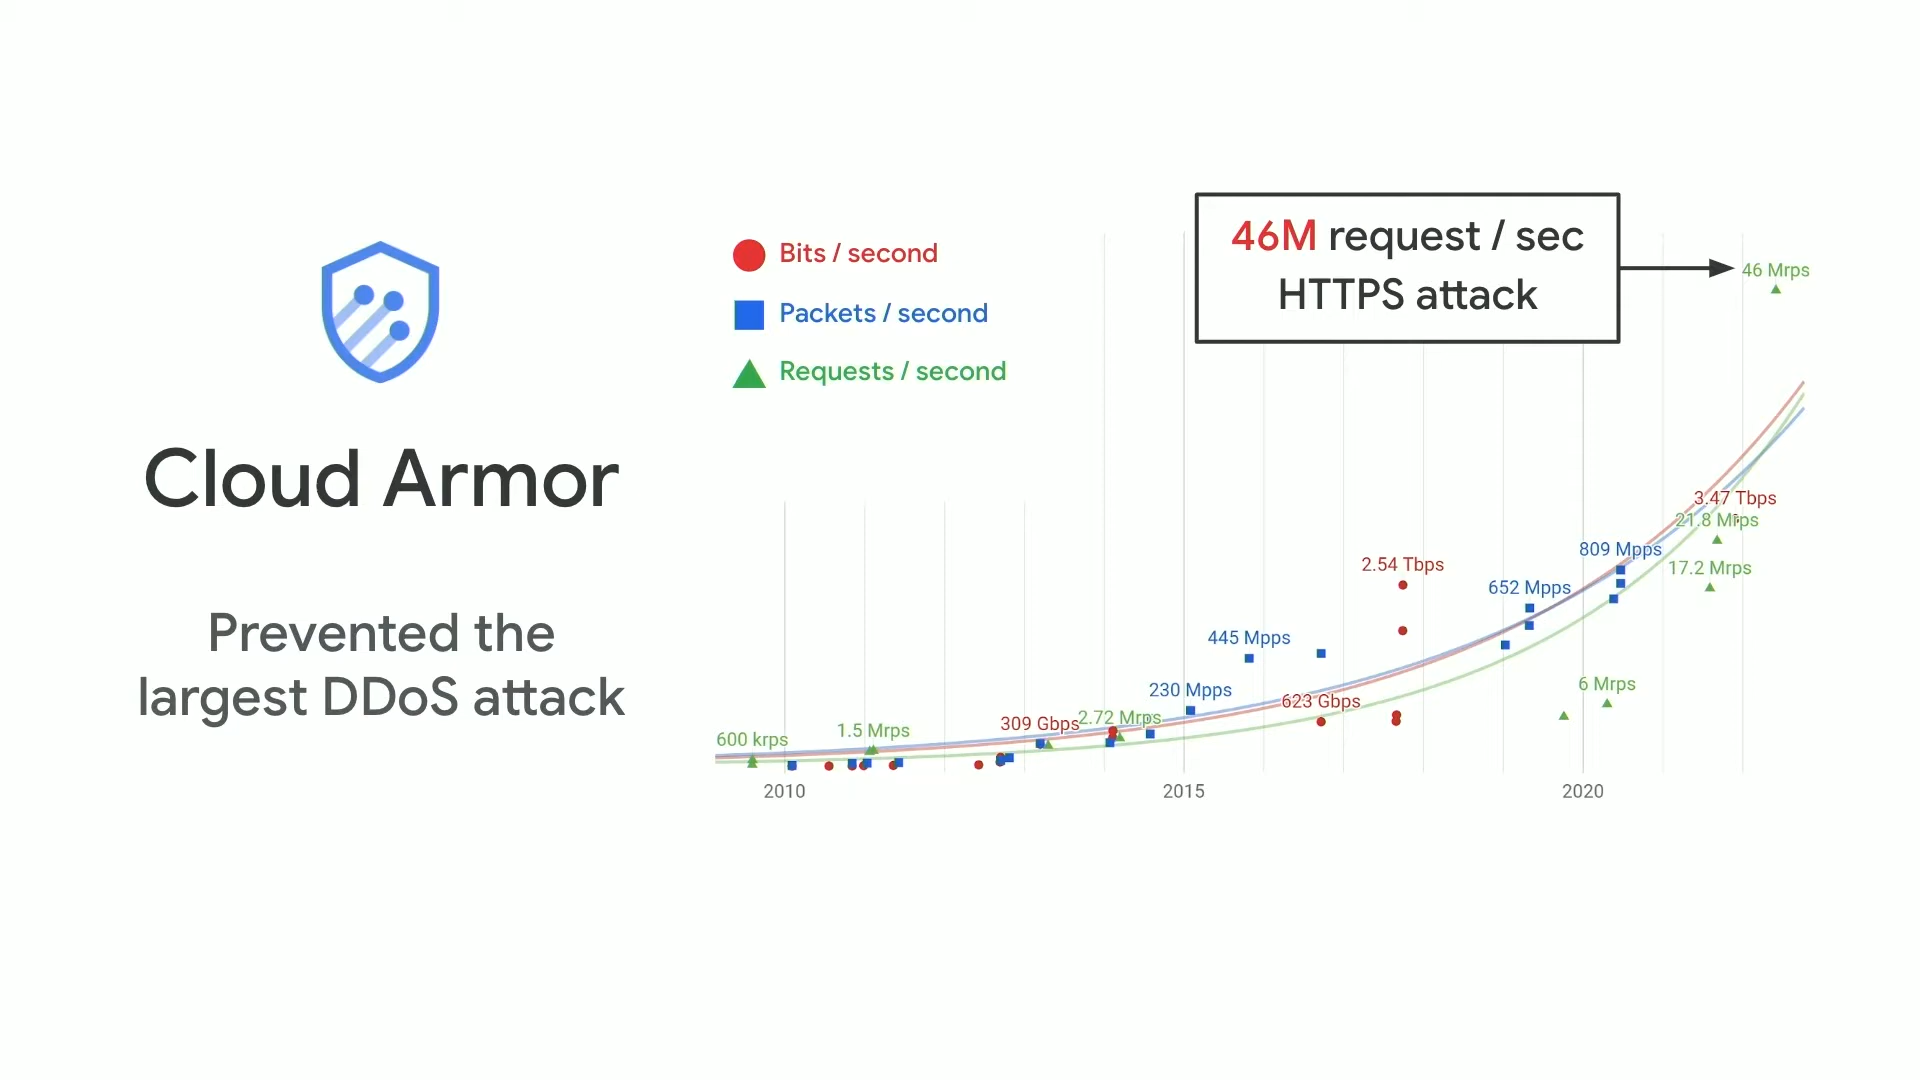 Cloud Armor
Prevented the
largest DDoS attack
Bits / second
Packets / second
Requests / second
46M request / sec
HTTPS attack
46 Mrps
3.47 Tbps
21.8 Mrps
809 Mpps
2.54 Tbps
17.2 Mrps
652 Mpps
445 Mpps
6 Mrps
230 Mpps
623 Gbps
309 Gbps
2.72 Mrps
1.5 Mrps
600 krps
2010
2015
2020